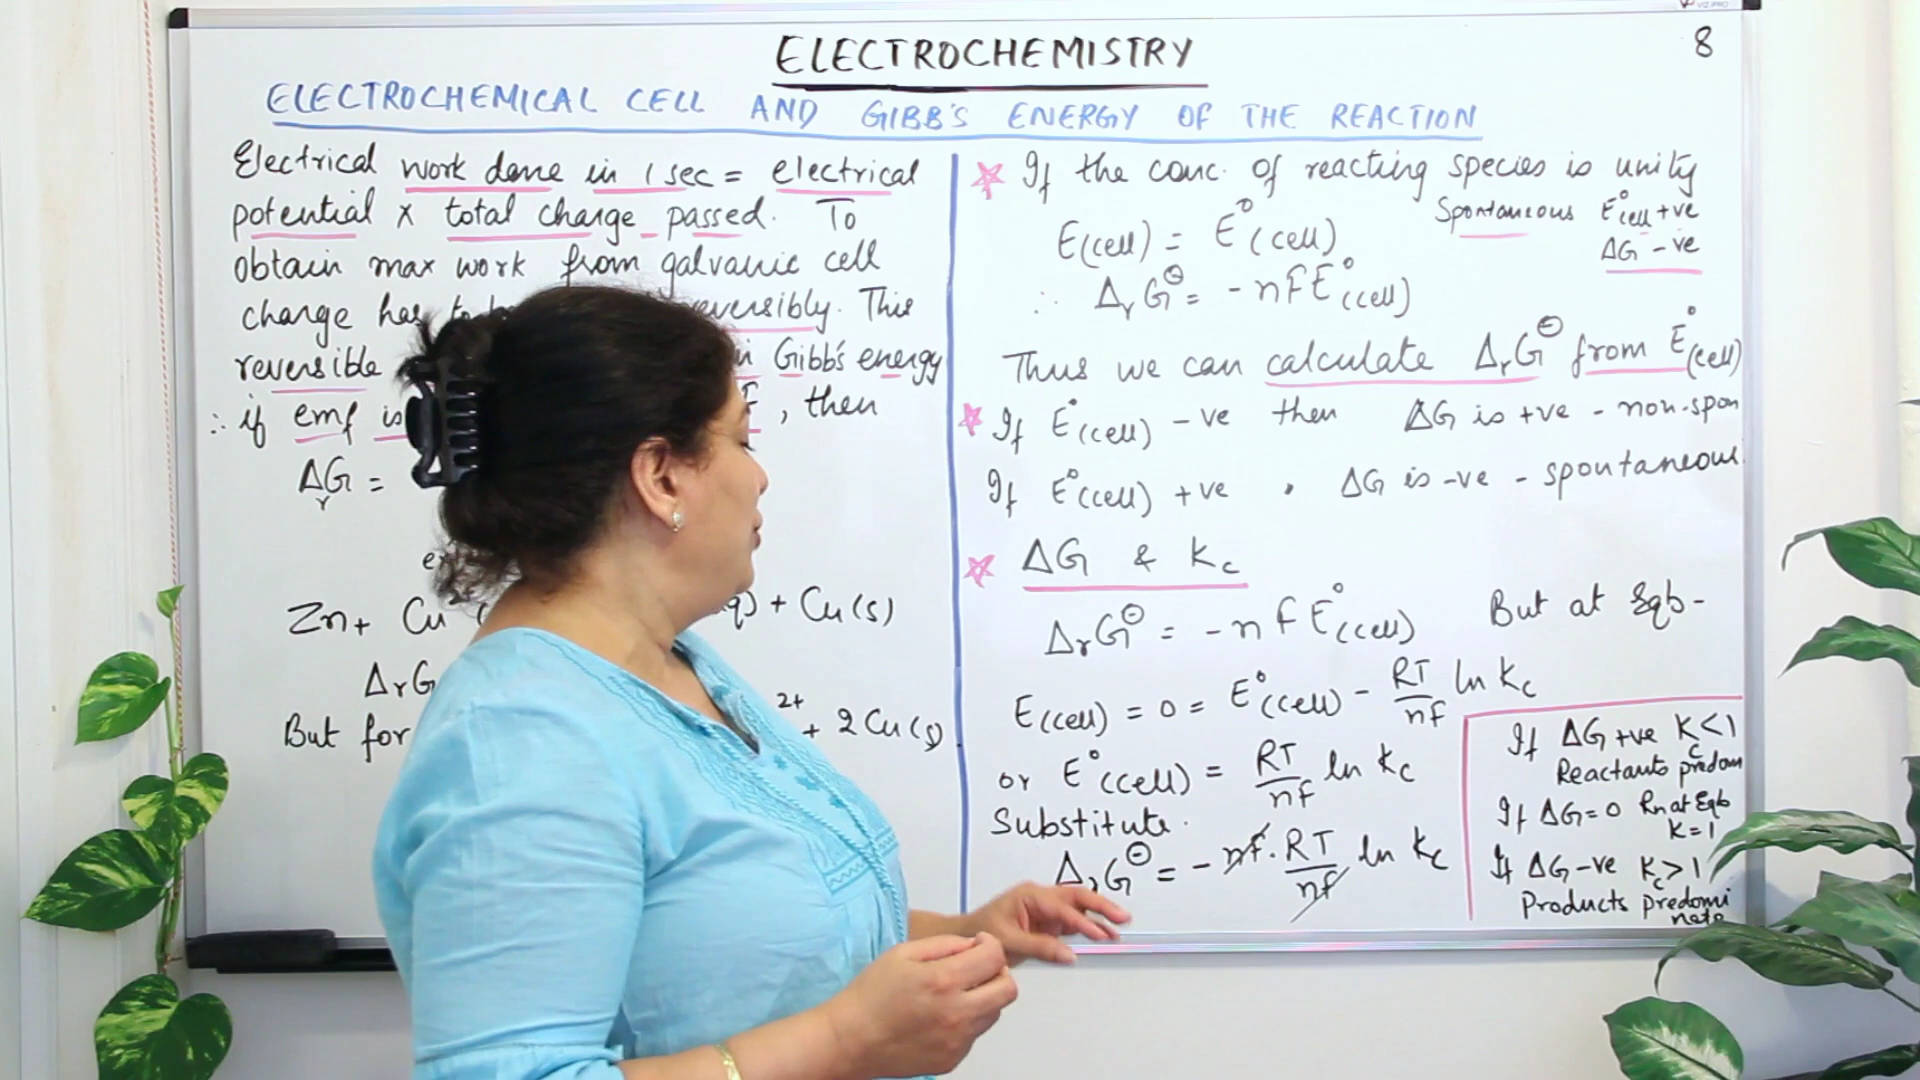 VIZ-PRO
ELECTROCHEMISTRY
8
ELECTROCHEMICAL CELL AND GIBB'S ENERGY OF THE REACTION
Electrical work done in 1 sec = electrical
potential x total charge passed. To
obtain max work from galvanic cell
charge has reversibly. This
reversible in Gibb's energy
∴ if emf is , then
ΔrG =
Zn + Cu + Cu(s)
ΔrG
But for 2+ + 2Cu(s)
If the conc. of reacting species is unity
E(cell) = E°(cell)
Spontaneous E°cell +ve
ΔG -ve
∴ ΔrG⊖ = -nFE°(cell)
Thus we can calculate ΔrG⊖ from E°(cell)
If E°(cell) -ve then ΔG is +ve - non-spon
If E°(cell) +ve , ΔG is -ve - spontaneous.
ΔG & Kc
ΔrG⊖ = -nFE°(cell) But at Eqb-
E(cell) = 0 = E°(cell) - RT/nF ln Kc
or E°(cell) = RT/nF ln Kc
Substitute.
ΔrG⊖ = -nF. RT/nF ln Kc
If ΔG +ve Kc<1
Reactants predom
If ΔG=0 Rn at Eqb
K=1
If ΔG -ve Kc>1
Products predomi
nate